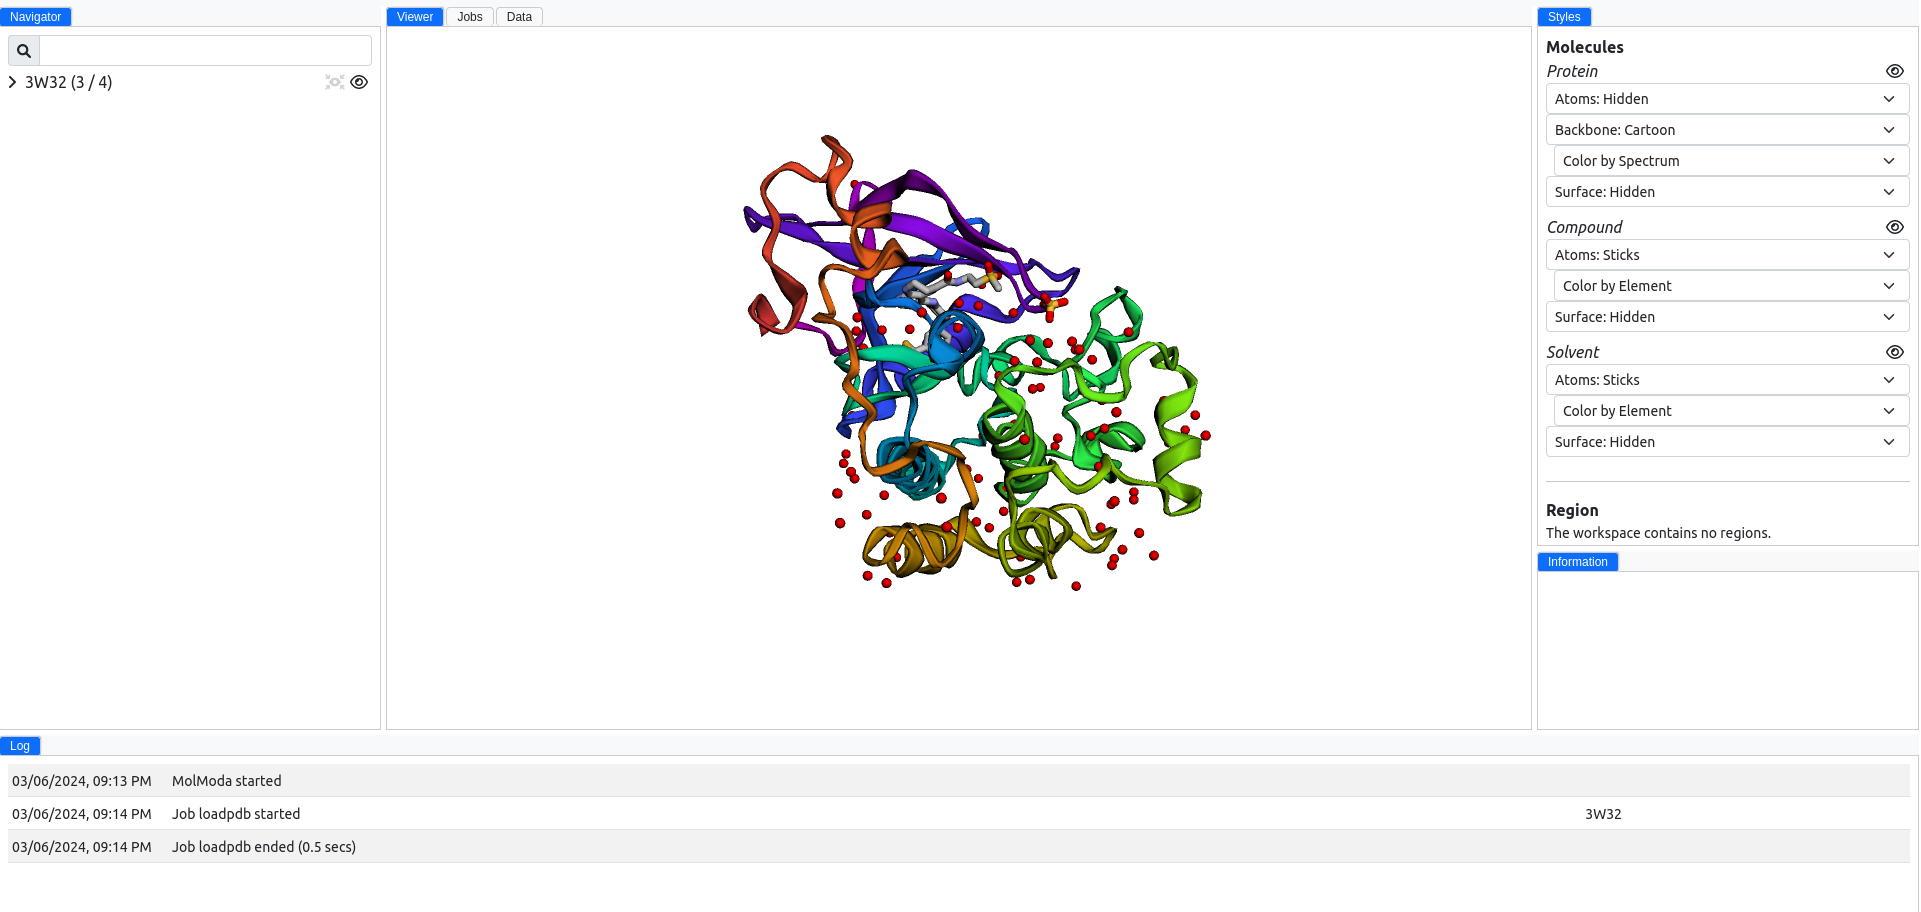 Navigator
3W32 (3 / 4)
Viewer Jobs Data
Styles
Molecules
Protein
Atoms: Hidden
Backbone: Cartoon
Color by Spectrum
Surface: Hidden
Compound
Atoms: Sticks
Color by Element
Surface: Hidden
Solvent
Atoms: Sticks
Color by Element
Surface: Hidden
Region
The workspace contains no regions.
Information
Log
03/06/2024, 09:13 PM MolModa started
03/06/2024, 09:14 PM Job loadpdb started 3W32
03/06/2024, 09:14 PM Job loadpdb ended (0.5 secs)